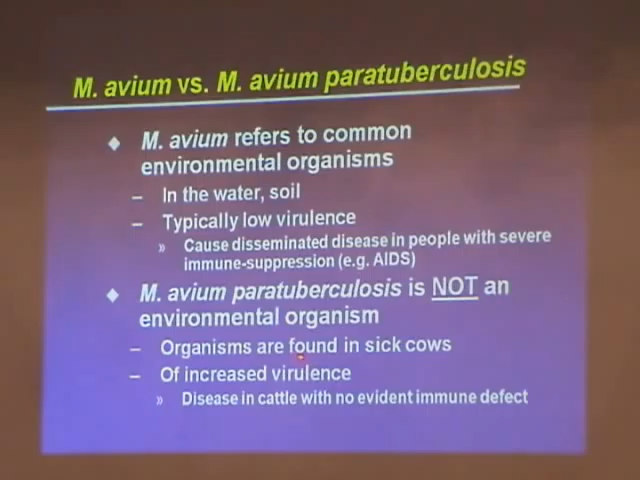 M. avium vs. M. avium paratuberculosis
◆ M. avium refers to common
environmental organisms
– In the water, soil
– Typically low virulence
» Cause disseminated disease in people with severe
immune-suppression (e.g. AIDS)
◆ M. avium paratuberculosis is NOT an
environmental organism
– Organisms are found in sick cows
– Of increased virulence
» Disease in cattle with no evident immune defect